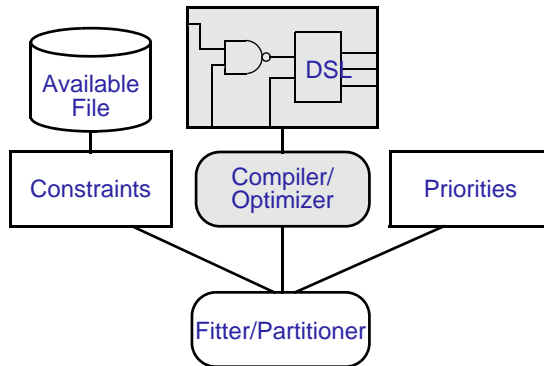 Available
File
DSL
Constraints
Compiler/
Optimizer
Priorities
Fitter/Partitioner